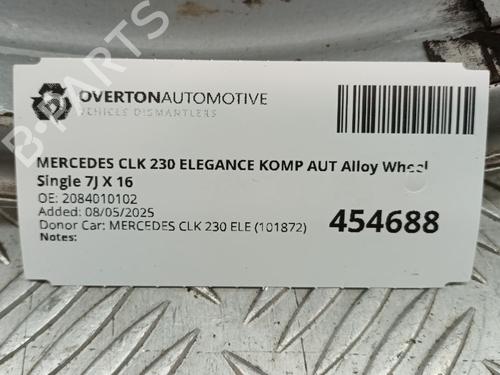 B-PARTS
OVERTONAUTOMOTIVE
VEHICLE DISMANTLERS
MERCEDES CLK 230 ELEGANCE KOMP AUT Alloy Wheel
Single 7J X 16
OE: 2084010102
Added: 08/05/2025
Donor Car: MERCEDES CLK 230 ELE (101872)
Notes:
454688